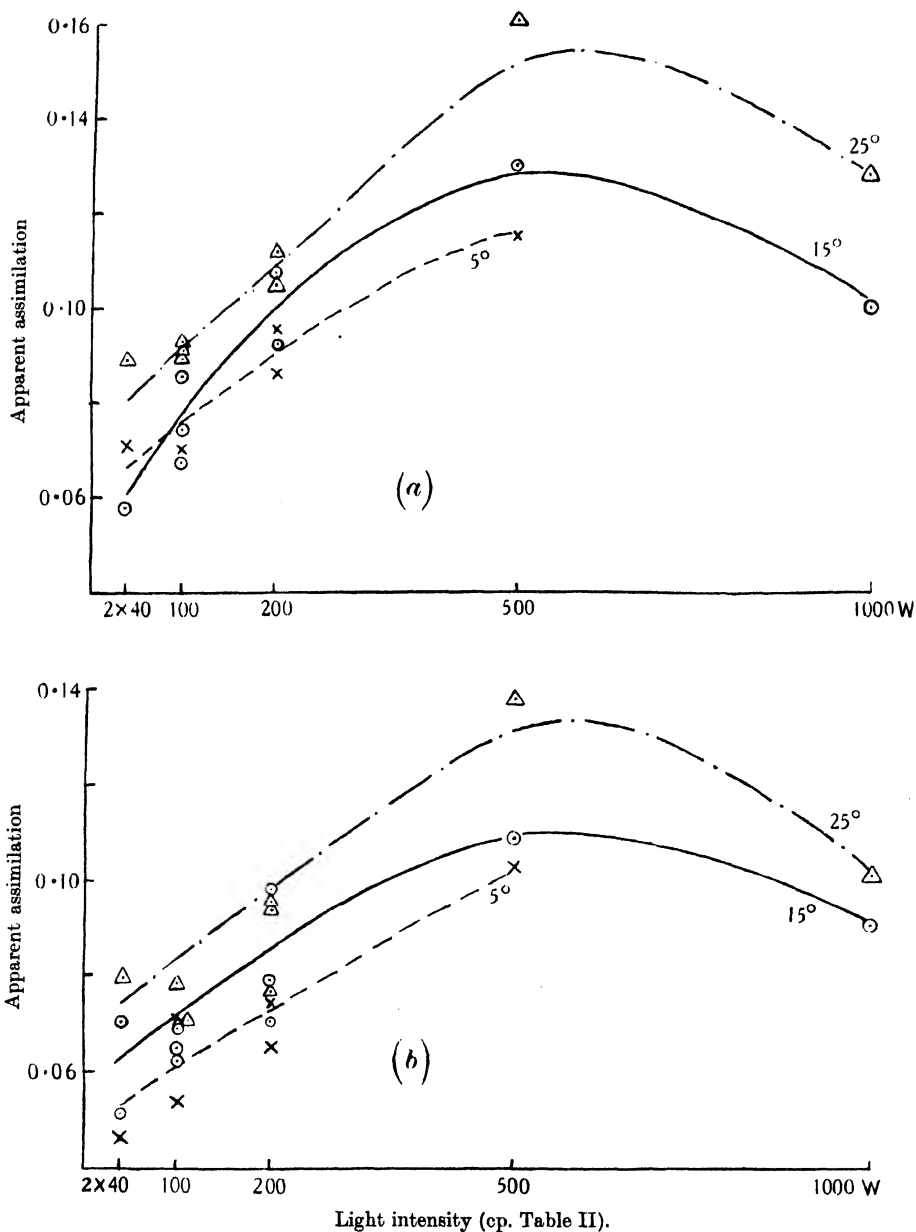 0·16
0·14
0·10
0·06
Apparent assimilation
25°
15°
5°
(a)
2×40 100 200 500 1000 W
0·14
0·10
0·06
Apparent assimilation
25°
15°
5°
(b)
2×40 100 200 500 1000 W
Light intensity (cp. Table II).